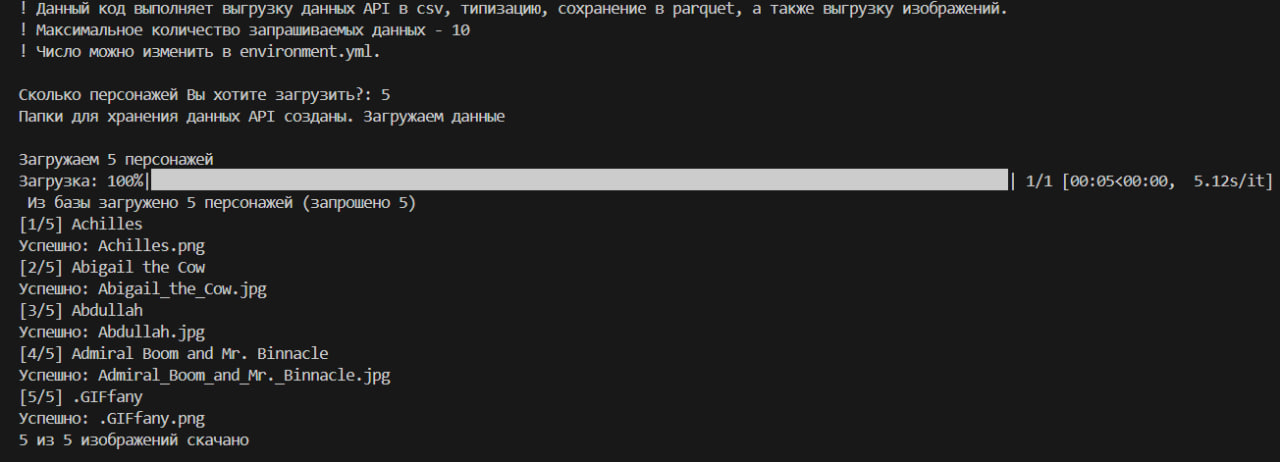 ! Данный код выполняет выгрузку данных API в csv, типизацию, сохранение в parquet, а также выгрузку изображений.
! Максимальное количество запрашиваемых данных - 10
! Число можно изменить в environment.yml.
Сколько персонажей Вы хотите загрузить?: 5
Папки для хранения данных API созданы. Загружаем данные
Загружаем 5 персонажей
Загрузка: 100%| | 1/1 [00:05<00:00, 5.12s/it]
Из базы загружено 5 персонажей (запрошено 5)
[1/5] Achilles
Успешно: Achilles.png
[2/5] Abigail the Cow
Успешно: Abigail_the_Cow.jpg
[3/5] Abdullah
Успешно: Abdullah.jpg
[4/5] Admiral Boom and Mr. Binnacle
Успешно: Admiral_Boom_and_Mr._Binnacle.jpg
[5/5] .GIFfany
Успешно: .GIFfany.png
5 из 5 изображений скачано